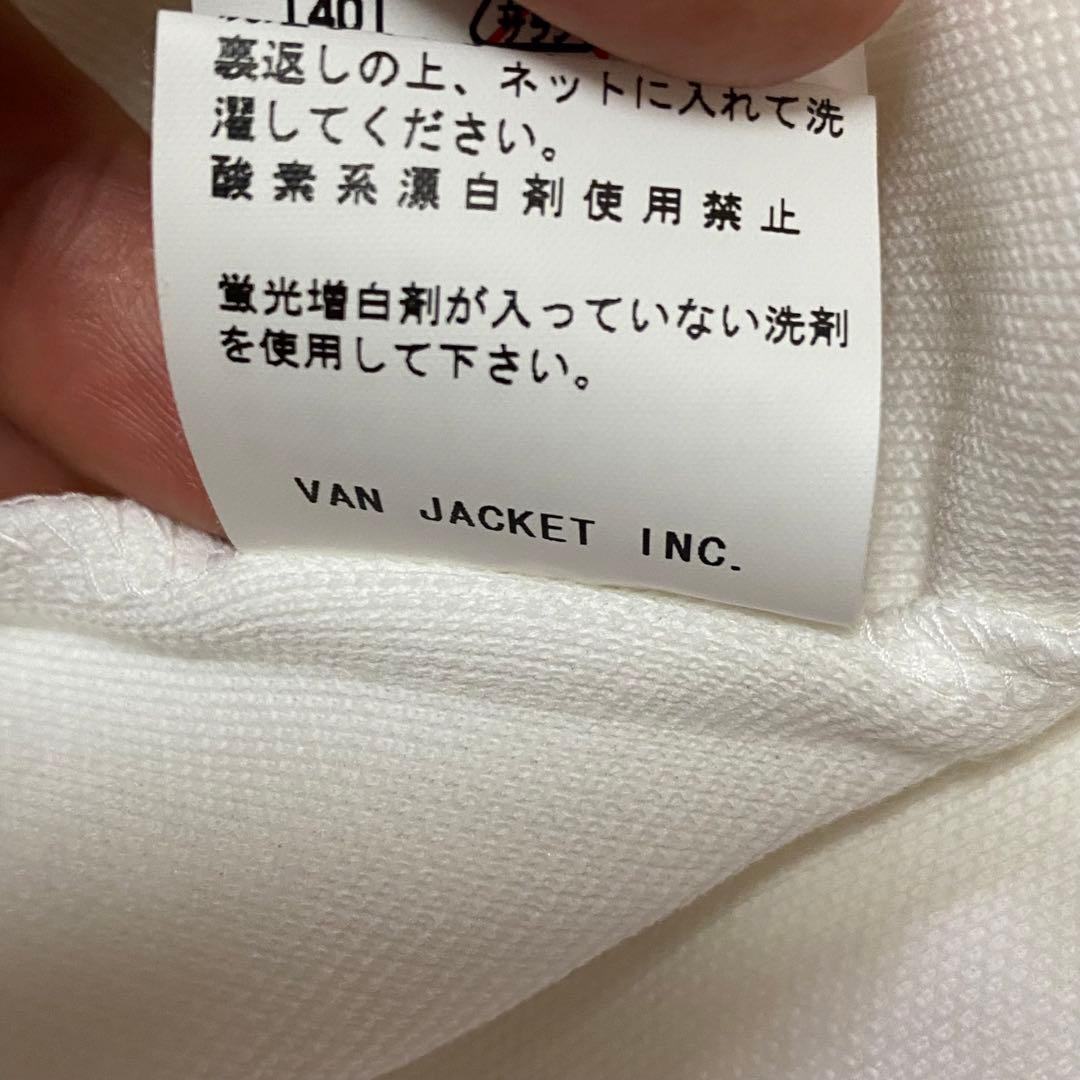 裏返しの上、ネットに入れて洗
濯してください。
酸素系漂白剤使用禁止
蛍光増白剤が入っていない洗剤
を使用して下さい。
VAN JACKET INC.